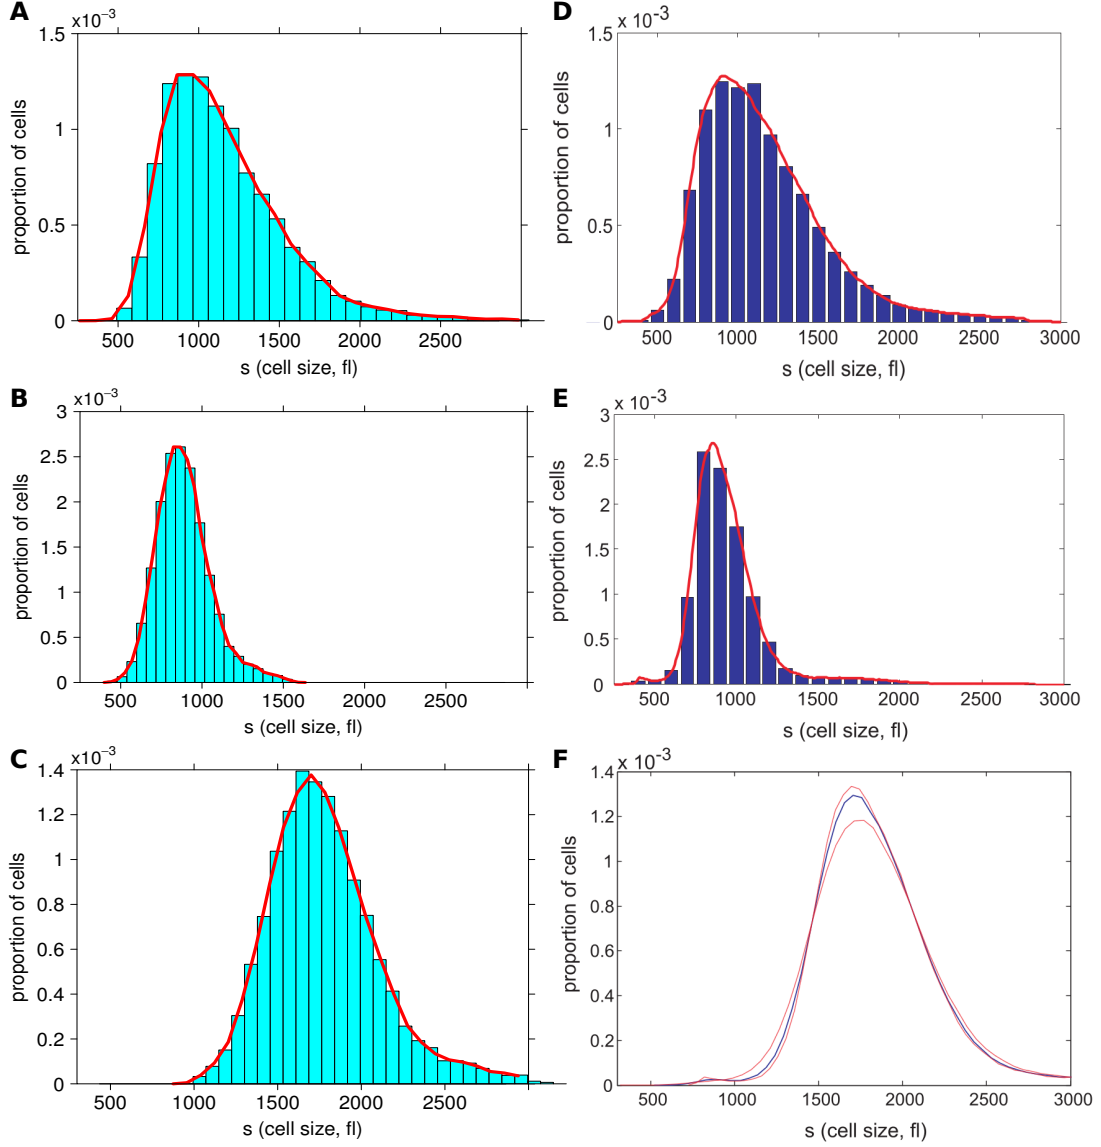 A
x10⁻³
1.5
1
0.5
0
500 1000 1500 2000 2500
proportion of cells
s (cell size, fl)
D
x 10⁻³
1.5
1
0.5
0
500 1000 1500 2000 2500 3000
proportion of cells
s (cell size, fl)
B
x10⁻³
3
2.5
2
1.5
1
0.5
0
500 1000 1500 2000 2500
proportion of cells
s (cell size, fl)
E
x 10⁻³
3
2.5
2
1.5
1
0.5
0
500 1000 1500 2000 2500 3000
proportion of cells
s (cell size, fl)
C
x10⁻³
1.4
1.2
1
0.8
0.6
0.4
0.2
0
500 1000 1500 2000 2500
proportion of cells
s (cell size, fl)
F
x 10⁻³
1.4
1.2
1
0.8
0.6
0.4
0.2
0
500 1000 1500 2000 2500 3000
proportion of cells
s (cell size, fl)